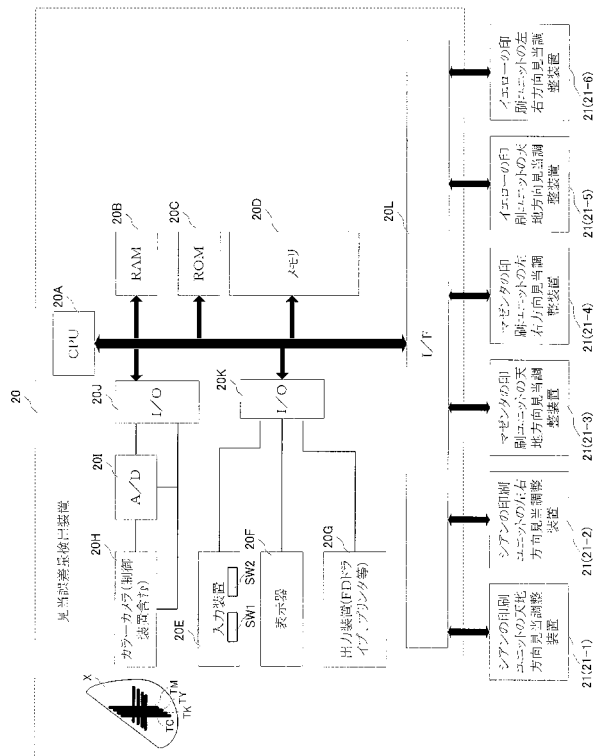 20
見当誤差量検出装置
20A
CPU
20B
RAM
20C
ROM
20D
メモリ
20J
I/O
20K
I/O
20I
A/D
20H
カラーカメラ(制御
装置含む)
20E
入力装置
SW1
SW2
20F
表示器
20G
出力装置(FDドラ
イブ、プリンタ等)
X
TM
TY
TK
TC
20L
I/F
シアンの印刷
ユニットの天地
方向見当調整
装置
21(21-1)
シアンの印刷
ユニットの左右
方向見当調整
装置
21(21-2)
マゼンタの印
刷ユニットの天
地方向見当調
整装置
21(21-3)
マゼンタの印
刷ユニットの左
右方向見当調
整装置
21(21-4)
イエローの印
刷ユニットの天
地方向見当調
整装置
21(21-5)
イエローの印
刷ユニットの左
右方向見当調
整装置
21(21-6)